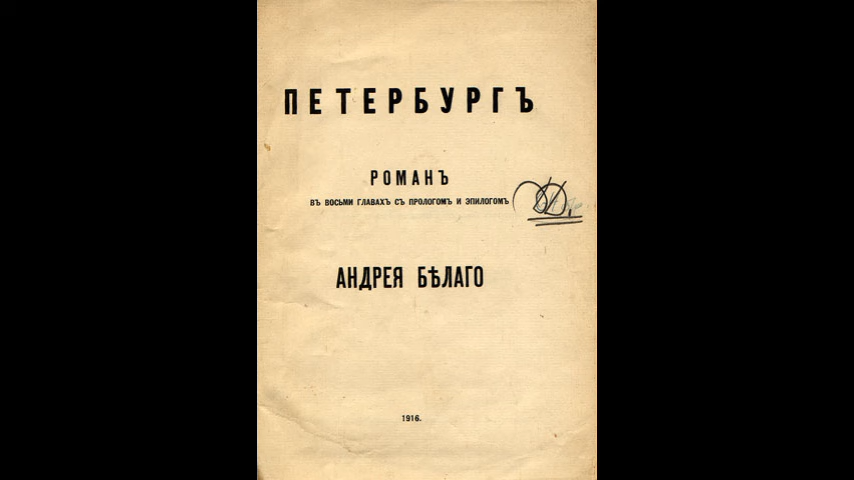 ПЕТЕРБУРГЪ
РОМАНЪ
ВЪ ВОСЬМИ ГЛАВАХЪ СЪ ПРОЛОГОМЪ И ЭПИЛОГОМЪ
АНДРЕЯ БѢЛАГО
1916.